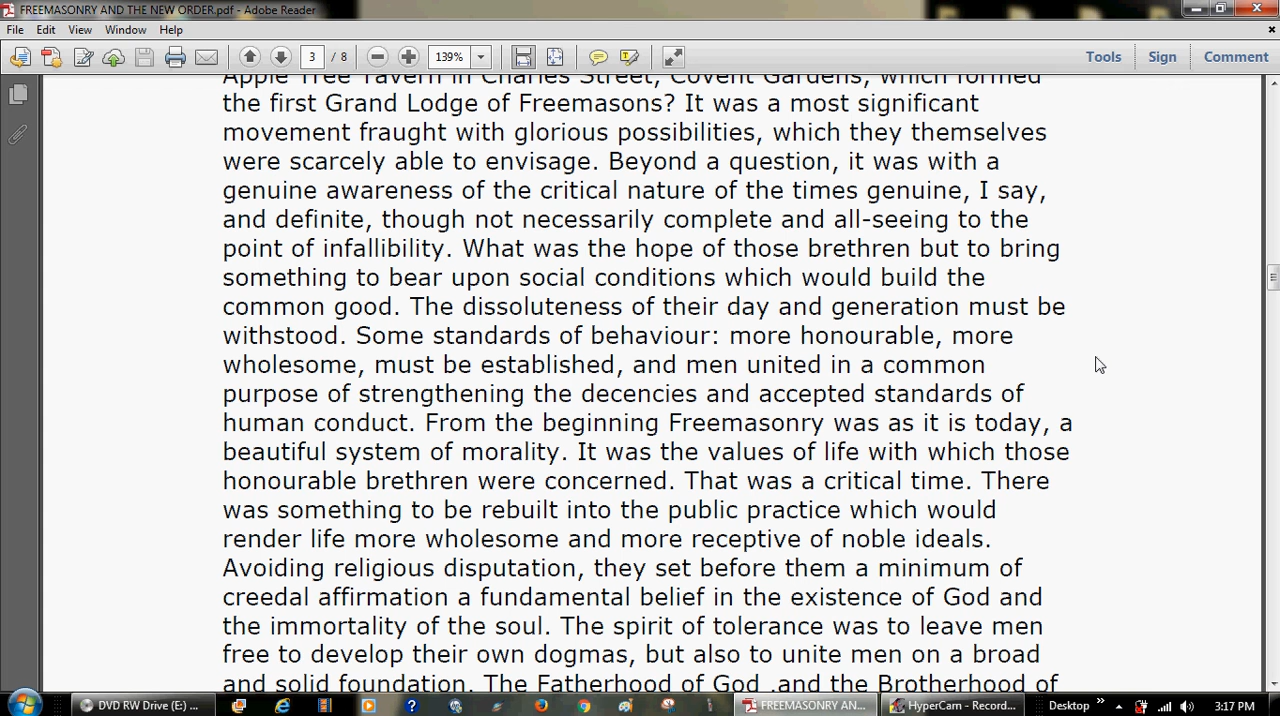 FREEMASONRY AND THE NEW ORDER.pdf - Adobe Reader
File Edit View Window Help
3 / 8 139% Tools Sign Comment
Apple Tree Tavern in Charles Street, Covent Gardens, which formed
the first Grand Lodge of Freemasons? It was a most significant
movement fraught with glorious possibilities, which they themselves
were scarcely able to envisage. Beyond a question, it was with a
genuine awareness of the critical nature of the times genuine, I say,
and definite, though not necessarily complete and all-seeing to the
point of infallibility. What was the hope of those brethren but to bring
something to bear upon social conditions which would build the
common good. The dissoluteness of their day and generation must be
withstood. Some standards of behaviour: more honourable, more
wholesome, must be established, and men united in a common
purpose of strengthening the decencies and accepted standards of
human conduct. From the beginning Freemasonry was as it is today, a
beautiful system of morality. It was the values of life with which those
honourable brethren were concerned. That was a critical time. There
was something to be rebuilt into the public practice which would
render life more wholesome and more receptive of noble ideals.
Avoiding religious disputation, they set before them a minimum of
creedal affirmation a fundamental belief in the existence of God and
the immortality of the soul. The spirit of tolerance was to leave men
free to develop their own dogmas, but also to unite men on a broad
and solid foundation. The Fatherhood of God .and the Brotherhood of
DVD RW Drive (E:) ... FREEMASONRY AN... HyperCam - Record... Desktop » 3:17 PM